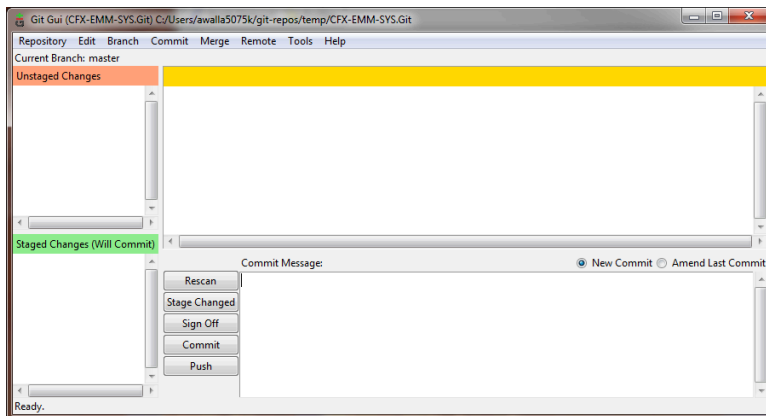 Git Gui (CFX-EMM-SYS.Git) C:/Users/awalla5075k/git-repos/temp/CFX-EMM-SYS.Git
Repository Edit Branch Commit Merge Remote Tools Help
Current Branch: master
Unstaged Changes
Staged Changes (Will Commit)
Commit Message:
New Commit
Amend Last Commit
Rescan
Stage Changed
Sign Off
Commit
Push
Ready.